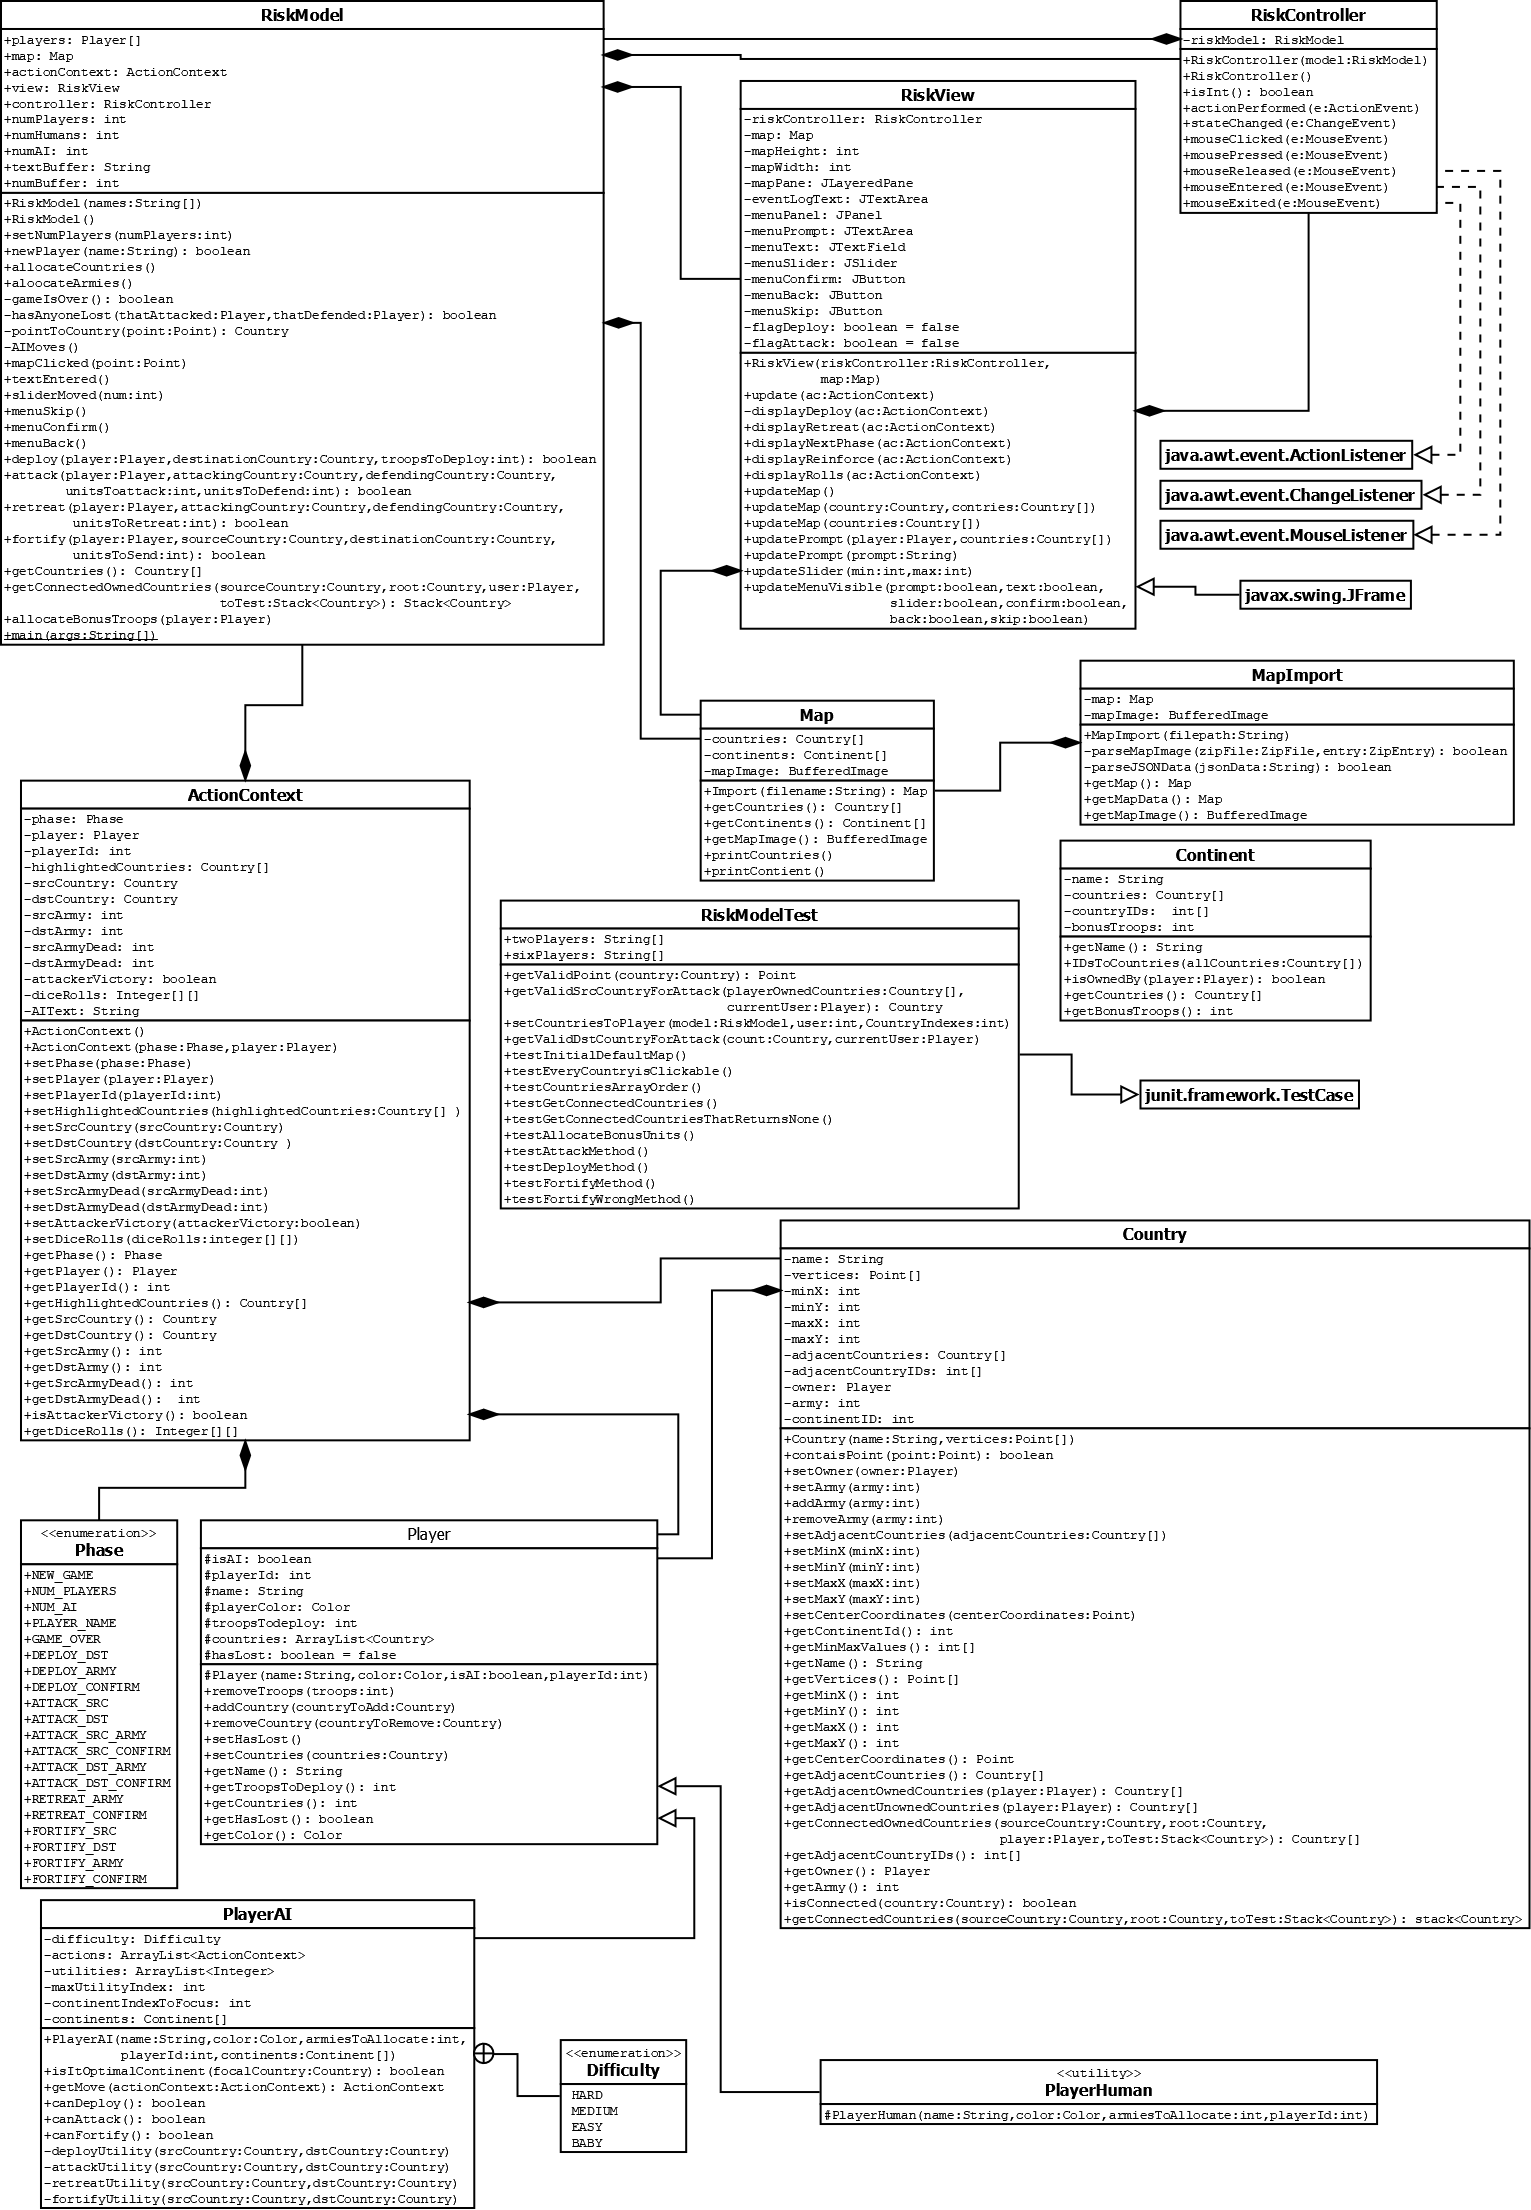 RiskModel
+players: Player[]
+map: Map
+actionContext: ActionContext
+view: RiskView
+controller: RiskController
+numPlayers: int
+numHumans: int
+numAI: int
+textBuffer: String
+numBuffer: int
+RiskModel(names:String[])
+RiskModel()
+setNumPlayers(numPlayers:int)
+newPlayer(name:String): boolean
+allocateCountries()
+aloocateArmies()
-gameIsOver(): boolean
-hasAnyoneLost(thatAttacked:Player,thatDefended:Player): boolean
-pointToCountry(point:Point): Country
-AIMoves()
+mapClicked(point:Point)
+textEntered()
+sliderMoved(num:int)
+menuSkip()
+menuConfirm()
+menuBack()
+deploy(player:Player,destinationCountry:Country,troopsToDeploy:int): boolean
+attack(player:Player,attackingCountry:Country,defendingCountry:Country,
unitsToattack:int,unitsToDefend:int): boolean
+retreat(player:Player,attackingCountry:Country,defendingCountry:Country,
unitsToRetreat:int): boolean
+fortify(player:Player,sourceCountry:Country,destinationCountry:Country,
unitsToSend:int): boolean
+getCountries(): Country[]
+getConnectedOwnedCountries(sourceCountry:Country,root:Country,user:Player,
toTest:Stack<Country>): Stack<Country>
+allocateBonusTroops(player:Player)
+main(args:String[])
RiskController
-riskModel: RiskModel
+RiskController(model:RiskModel)
+RiskController()
+isInt(): boolean
+actionPerformed(e:ActionEvent)
+stateChanged(e:ChangeEvent)
+mouseClicked(e:MouseEvent)
+mousePressed(e:MouseEvent)
+mouseReleased(e:MouseEvent)
+mouseEntered(e:MouseEvent)
+mouseExited(e:MouseEvent)
RiskView
-riskController: RiskController
-map: Map
-mapHeight: int
-mapWidth: int
-mapPane: JLayeredPane
-eventLogText: JTextArea
-menuPanel: JPanel
-menuPrompt: JTextArea
-menuText: JTextField
-menuSlider: JSlider
-menuConfirm: JButton
-menuBack: JButton
-menuSkip: JButton
-flagDeploy: boolean = false
-flagAttack: boolean = false
+RiskView(riskController:RiskController,
map:Map)
+update(ac:ActionContext)
-displayDeploy(ac:ActionContext)
+displayRetreat(ac:ActionContext)
+displayNextPhase(ac:ActionContext)
+displayReinforce(ac:ActionContext)
+displayRolls(ac:ActionContext)
+updateMap()
+updateMap(country:Country,contries:Country[])
+updateMap(countries:Country[])
+updatePrompt(player:Player,countries:Country[])
+updatePrompt(prompt:String)
+updateSlider(min:int,max:int)
+updateMenuVisible(prompt:boolean,text:boolean,
slider:boolean,confirm:boolean,
back:boolean,skip:boolean)
java.awt.event.ActionListener
java.awt.event.ChangeListener
java.awt.event.MouseListener
javax.swing.JFrame
Map
-countries: Country[]
-continents: Continent[]
-mapImage: BufferedImage
+Import(filename:String): Map
+getCountries(): Country[]
+getContinents(): Continent[]
+getMapImage(): BufferedImage
+printCountries()
+printContient()
MapImport
-map: Map
-mapImage: BufferedImage
+MapImport(filepath:String)
-parseMapImage(zipFile:ZipFile,entry:ZipEntry): boolean
-parseJSONData(jsonData:String): boolean
+getMap(): Map
+getMapData(): Map
+getMapImage(): BufferedImage
Continent
-name: String
-countries: Country[]
-countryIDs:  int[]
-bonusTroops: int
+getName(): String
+IDsToCountries(allCountries:Country[])
+isOwnedBy(player:Player): boolean
+getCountries(): Country[]
+getBonusTroops(): int
ActionContext
-phase: Phase
-player: Player
-playerId: int
-highlightedCountries: Country[]
-srcCountry: Country
-dstCountry: Country
-srcArmy: int
-dstArmy: int
-srcArmyDead: int
-dstArmyDead: int
-attackerVictory: boolean
-diceRolls: Integer[][]
-AIText: String
+ActionContext()
+ActionContext(phase:Phase,player:Player)
+setPhase(phase:Phase)
+setPlayer(player:Player)
+setPlayerId(playerId:int)
+setHighlightedCountries(highlightedCountries:Country[] )
+setSrcCountry(srcCountry:Country)
+setDstCountry(dstCountry:Country )
+setSrcArmy(srcArmy:int)
+setDstArmy(dstArmy:int)
+setSrcArmyDead(srcArmyDead:int)
+setDstArmyDead(dstArmyDead:int)
+setAttackerVictory(attackerVictory:boolean)
+setDiceRolls(diceRolls:integer[][])
+getPhase(): Phase
+getPlayer(): Player
+getPlayerId(): int
+getHighlightedCountries(): Country[]
+getSrcCountry(): Country
+getDstCountry(): Country
+getSrcArmy(): int
+getDstArmy(): int
+getSrcArmyDead(): int
+getDstArmyDead():  int
+isAttackerVictory(): boolean
+getDiceRolls(): Integer[][]
RiskModelTest
+twoPlayers: String[]
+sixPlayers: String[]
+getValidPoint(country:Country): Point
+getValidSrcCountryForAttack(playerOwnedCountries:Country[],
currentUser:Player): Country
+setCountriesToPlayer(model:RiskModel,user:int,CountryIndexes:int)
+getValidDstCountryForAttack(count:Country,currentUser:Player)
+testInitialDefaultMap()
+testEveryCountryisClickable()
+testCountriesArrayOrder()
+testGetConnectedCountries()
+testGetConnectedCountriesThatReturnsNone()
+testAllocateBonusUnits()
+testAttackMethod()
+testDeployMethod()
+testFortifyMethod()
+testFortifyWrongMethod()
junit.framework.TestCase
Country
-name: String
-vertices: Point[]
-minX: int
-minY: int
-maxX: int
-maxY: int
-adjacentCountries: Country[]
-adjacentCountryIDs: int[]
-owner: Player
-army: int
-continentID: int
+Country(name:String,vertices:Point[])
+contaisPoint(point:Point): boolean
+setOwner(owner:Player)
+setArmy(army:int)
+addArmy(army:int)
+removeArmy(army:int)
+setAdjacentCountries(adjacentCountries:Country[])
+setMinX(minX:int)
+setMinY(minY:int)
+setMaxX(maxX:int)
+setMaxY(maxY:int)
+setCenterCoordinates(centerCoordinates:Point)
+getContinentId(): int
+getMinMaxValues(): int[]
+getName(): String
+getVertices(): Point[]
+getMinX(): int
+getMinY(): int
+getMaxX(): int
+getMaxY(): int
+getCenterCoordinates(): Point
+getAdjacentCountries(): Country[]
+getAdjacentOwnedCountries(player:Player): Country[]
+getAdjacentUnownedCountries(player:Player): Country[]
+getConnectedOwnedCountries(sourceCountry:Country,root:Country,
player:Player,toTest:Stack<Country>): Country[]
+getAdjacentCountryIDs(): int[]
+getOwner(): Player
+getArmy(): int
+isConnected(country:Country): boolean
+getConnectedCountries(sourceCountry:Country,root:Country,toTest:Stack<Country>): stack<Country>
<<enumeration>>
Phase
+NEW_GAME
+NUM_PLAYERS
+NUM_AI
+PLAYER_NAME
+GAME_OVER
+DEPLOY_DST
+DEPLOY_ARMY
+DEPLOY_CONFIRM
+ATTACK_SRC
+ATTACK_DST
+ATTACK_SRC_ARMY
+ATTACK_SRC_CONFIRM
+ATTACK_DST_ARMY
+ATTACK_DST_CONFIRM
+RETREAT_ARMY
+RETREAT_CONFIRM
+FORTIFY_SRC
+FORTIFY_DST
+FORTIFY_ARMY
+FORTIFY_CONFIRM
Player
#isAI: boolean
#playerId: int
#name: String
#playerColor: Color
#troopsTodeploy: int
#countries: ArrayList<Country>
#hasLost: boolean = false
#Player(name:String,color:Color,isAI:boolean,playerId:int)
+removeTroops(troops:int)
+addCountry(countryToAdd:Country)
+removeCountry(countryToRemove:Country)
+setHasLost()
+setCountries(countries:Country)
+getName(): String
+getTroopsToDeploy(): int
+getCountries(): int
+getHasLost(): boolean
+getColor(): Color
PlayerAI
-difficulty: Difficulty
-actions: ArrayList<ActionContext>
-utilities: ArrayList<Integer>
-maxUtilityIndex: int
-continentIndexToFocus: int
-continents: Continent[]
+PlayerAI(name:String,color:Color,armiesToAllocate:int,
playerId:int,continents:Continent[])
+isItOptimalContinent(focalCountry:Country): boolean
+getMove(actionContext:ActionContext): ActionContext
+canDeploy(): boolean
+canAttack(): boolean
+canFortify(): boolean
-deployUtility(srcCountry:Country,dstCountry:Country)
-attackUtility(srcCountry:Country,dstCountry:Country)
-retreatUtility(srcCountry:Country,dstCountry:Country)
-fortifyUtility(srcCountry:Country,dstCountry:Country)
<<enumeration>>
Difficulty
HARD
MEDIUM
EASY
BABY
<<utility>>
PlayerHuman
#PlayerHuman(name:String,color:Color,armiesToAllocate:int,playerId:int)